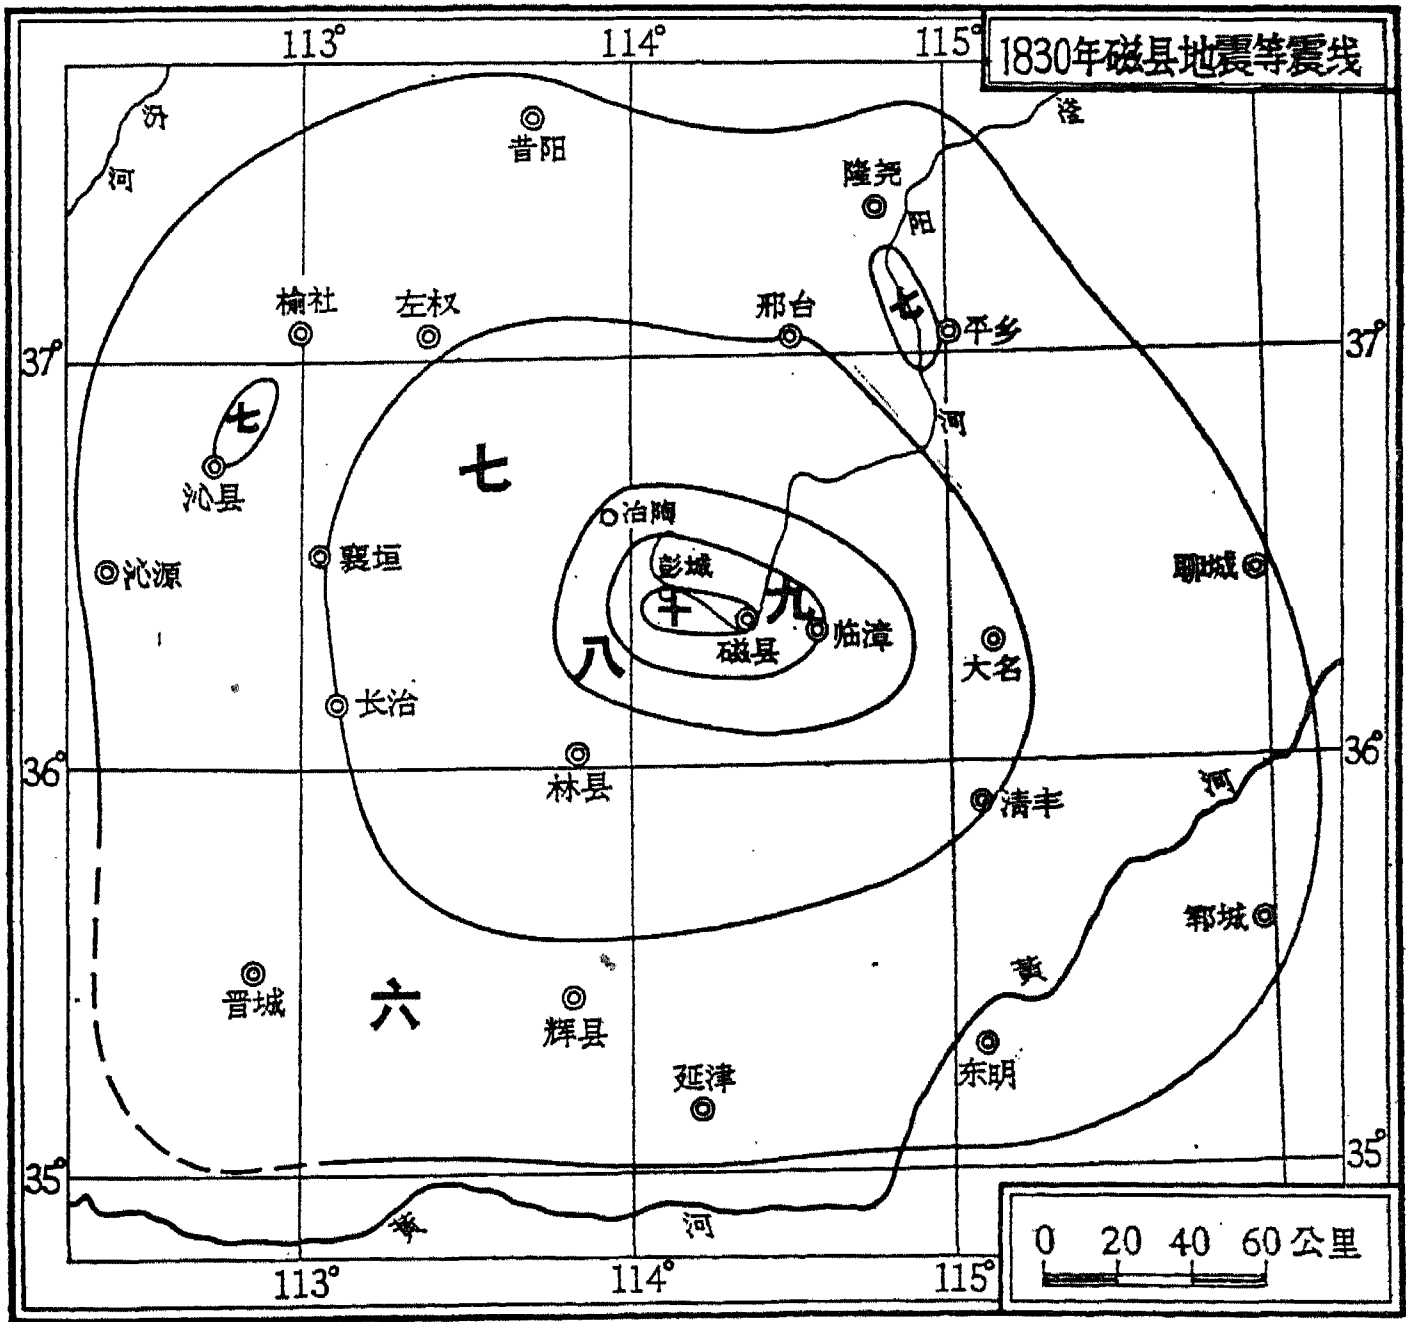 1830年磁县地震等震线
113°
114°
115°
汾
河
昔阳
隆尧
滏
阳
河
榆社
左权
邢台
七
平乡
37°
37°
七
沁县
七
冶陶
彭城
沁源
襄垣
十
九
聊城
磁县
临漳
八
大名
长治
36°
36°
林县
清丰
河
郓城
黄
晋城
六
辉县
东明
延津
35°
35°
黄
河
113°
114°
115°
0 20 40 60 公里